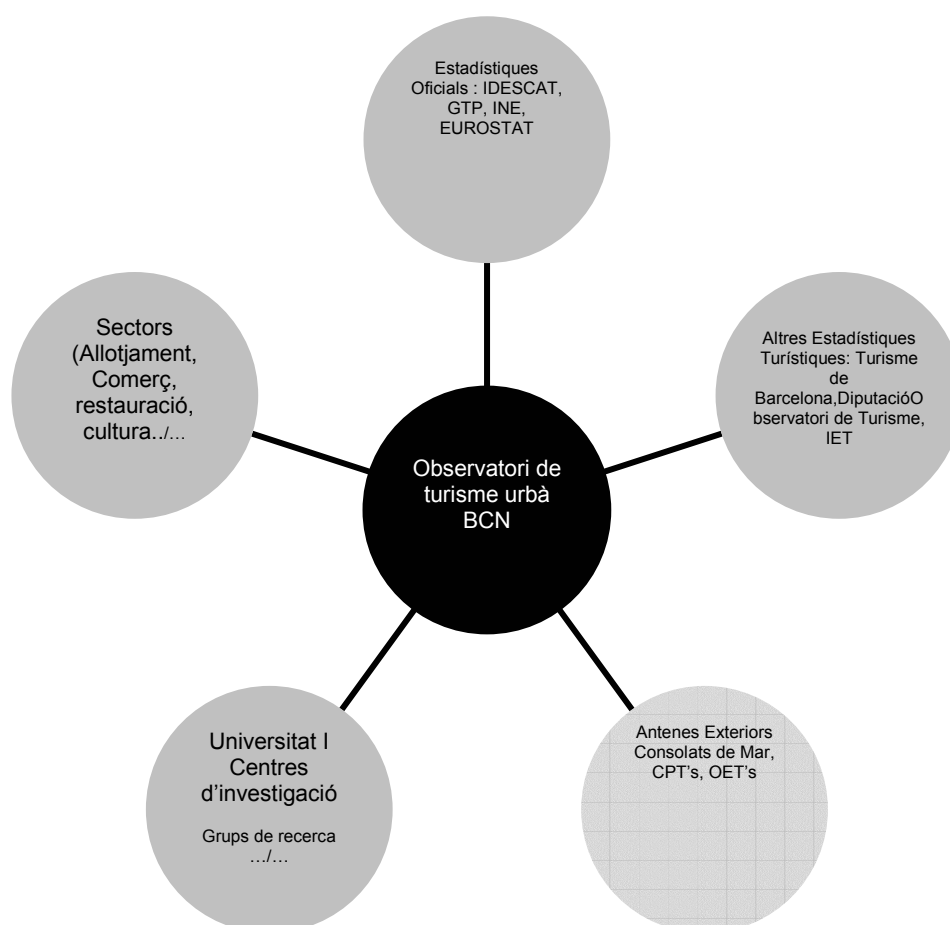 Estadístiques
Oficials : IDESCAT,
GTP, INE,
EUROSTAT
Sectors
(Allotjament,
Comerç,
restauració,
cultura../…
Altres Estadístiques
Turístiques: Turisme
de
Barcelona,DiputacióO
bservatori de Turisme,
IET
Observatori de
turisme urbà
BCN
Universitat I
Centres
d’investigació
Grups de recerca
…/…
Antenes Exteriors
Consolats de Mar,
CPT’s, OET’s